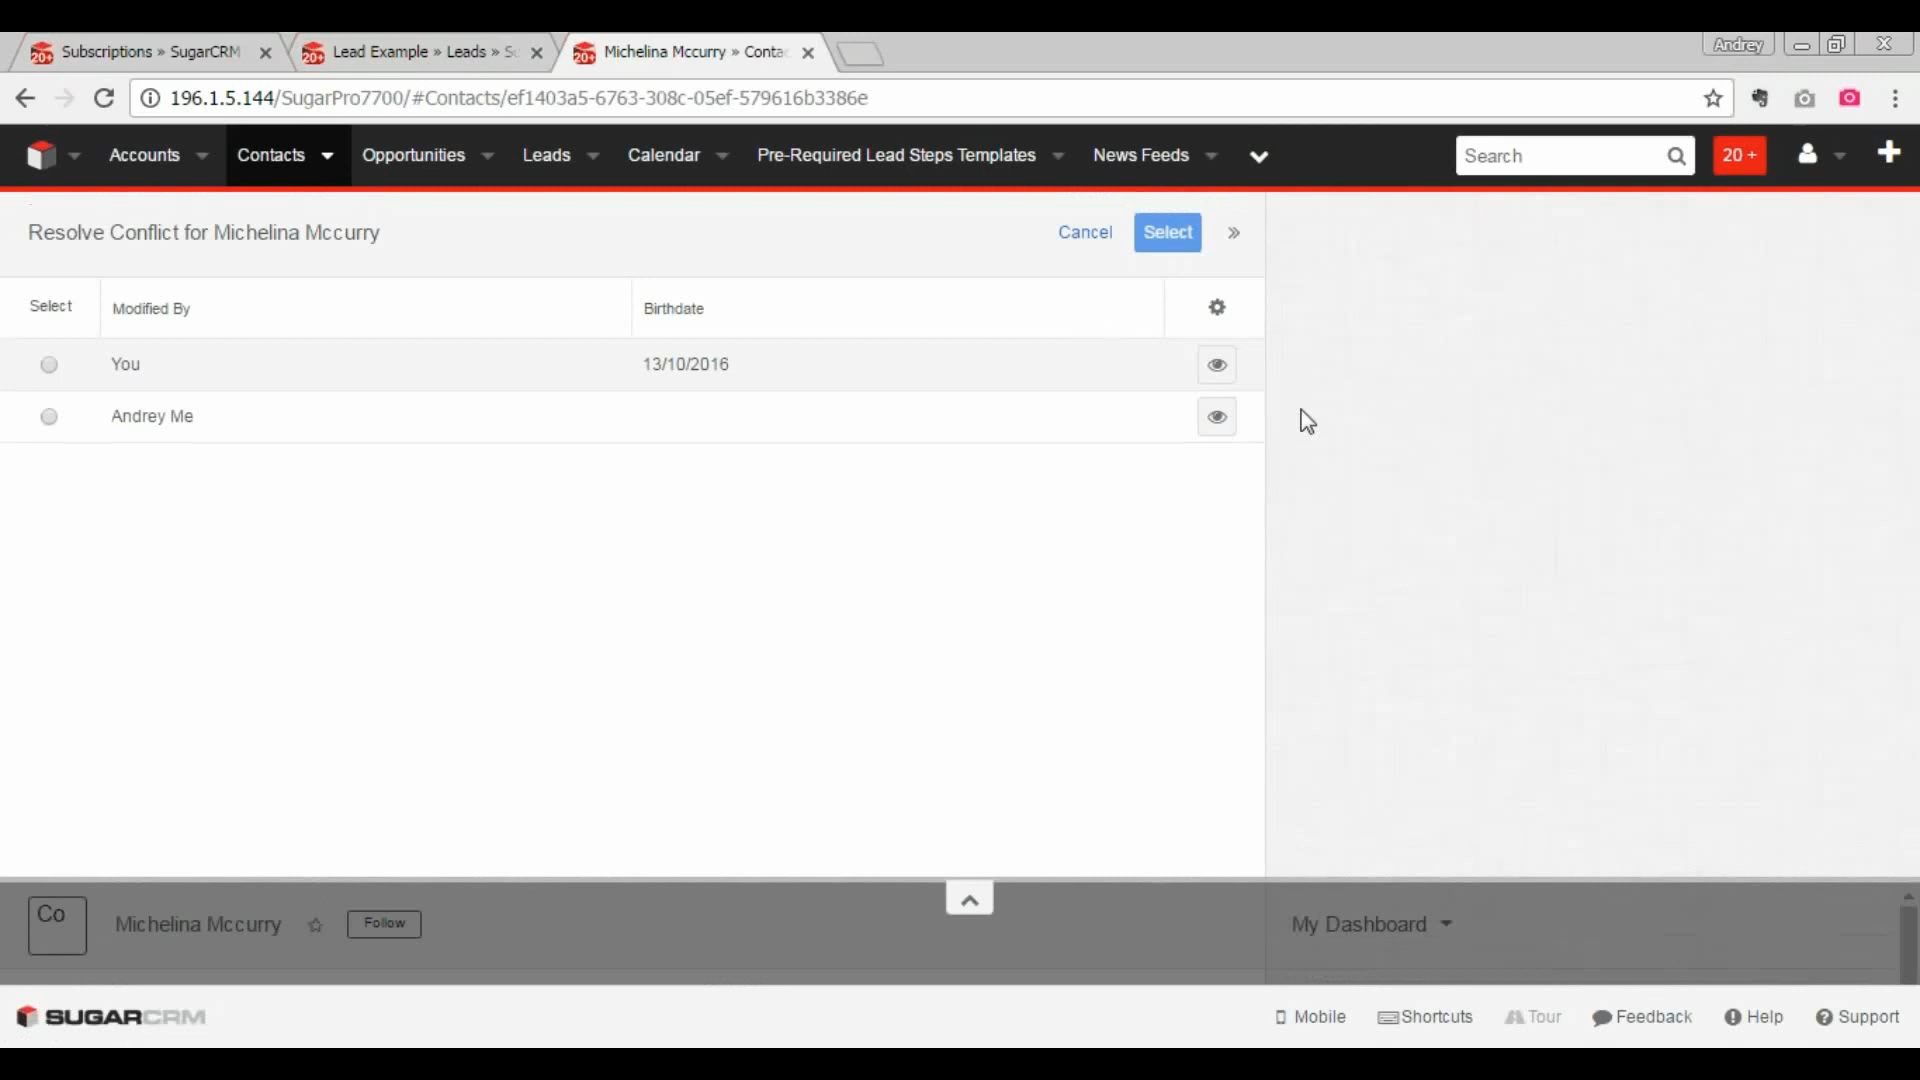 Subscriptions » SugarCRM
Lead Example » Leads » Su
Michelina Mccurry » Contac
Andrey
196.1.5.144/SugarPro7700/#Contacts/ef1403a5-6763-308c-05ef-579616b3386e
Accounts Contacts Opportunities Leads Calendar Pre-Required Lead Steps Templates News Feeds Search 20 +
Resolve Conflict for Michelina Mccurry
Cancel Select »
Select Modified By Birthdate
You 13/10/2016
Andrey Me
Co Michelina Mccurry Follow My Dashboard
SUGARCRM
Mobile Shortcuts Tour Feedback Help Support